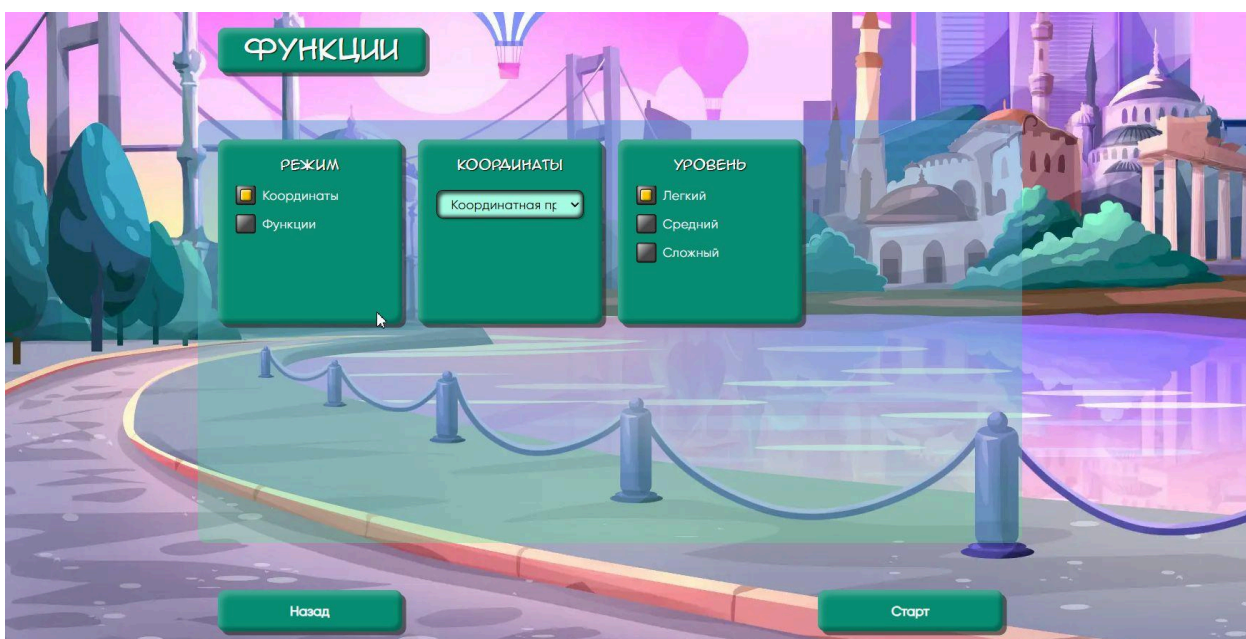 ФУНКЦИИ
РЕЖИМ
Координаты
Функции
КООРДИНАТЫ
Координатная пр
УРОВЕНЬ
Легкий
Средний
Сложный
Назад
Старт